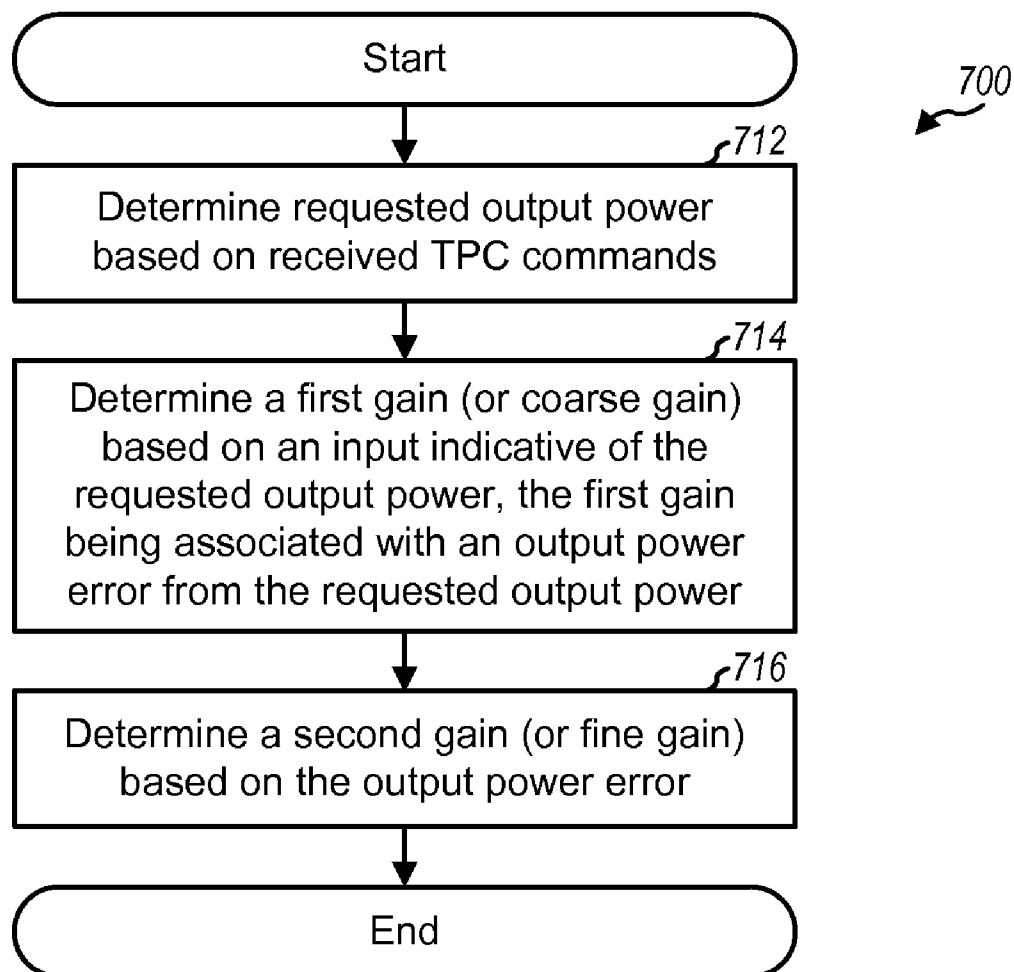 Start
700
712
Determine requested output power
based on received TPC commands
714
Determine a first gain (or coarse gain)
based on an input indicative of the
requested output power, the first gain
being associated with an output power
error from the requested output power
716
Determine a second gain (or fine gain)
based on the output power error
End